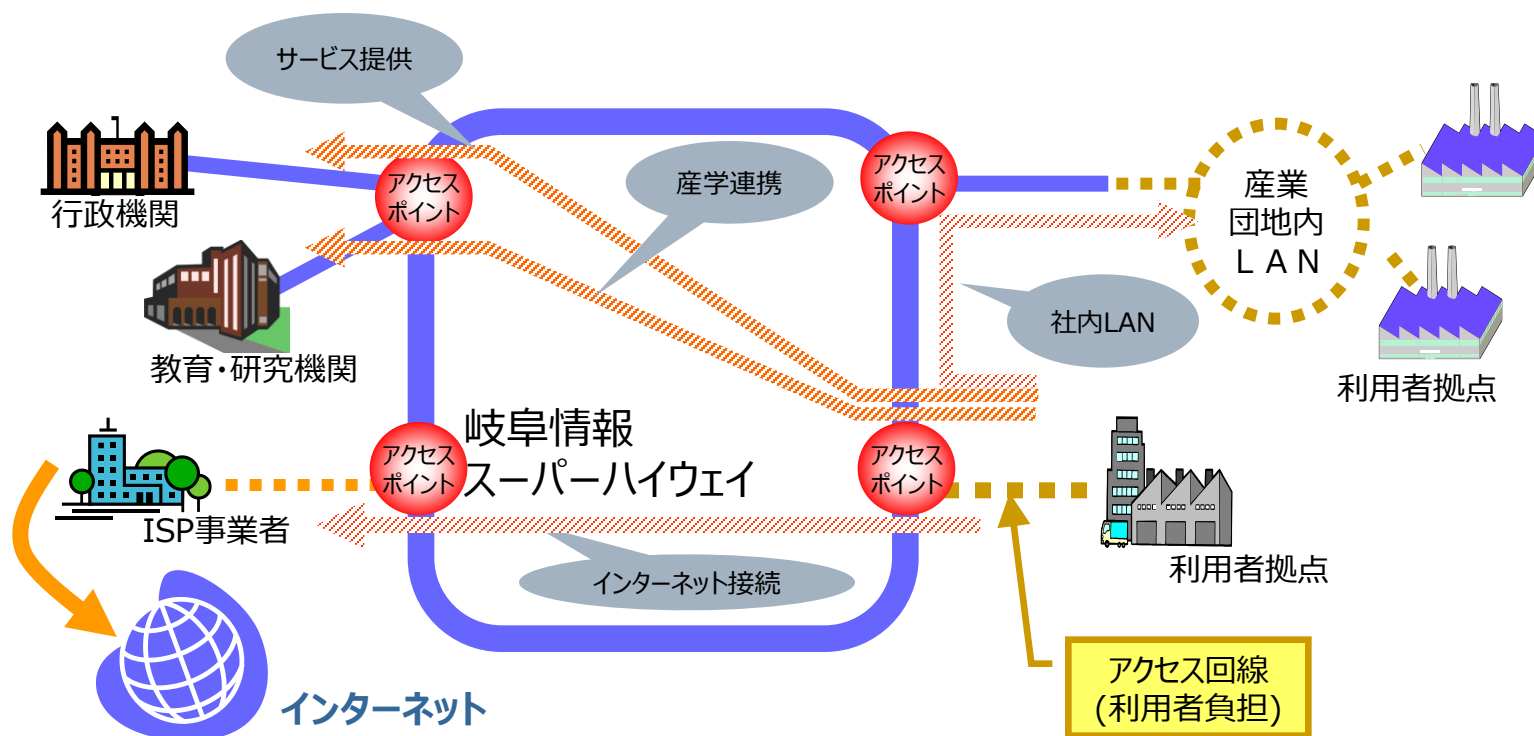 サービス提供
産学連携
行政機関
アクセス
ポイント
アクセス
ポイント
産業
団地内
ＬＡＮ
教育・研究機関
社内LAN
利用者拠点
岐阜情報
スーパーハイウェイ
アクセス
ポイント
アクセス
ポイント
ISP事業者
利用者拠点
インターネット接続
インターネット
アクセス回線
(利用者負担)